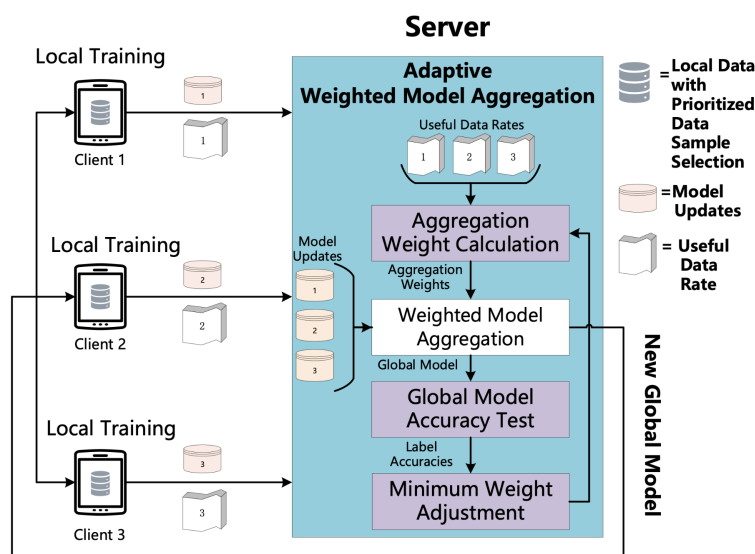 Server
Local Training
1
1
Client 1
Adaptive
Weighted Model Aggregation
Useful Data Rates
1 2 3
Aggregation
Weight Calculation
Aggregation
Weights
Model
Updates
1
2
3
Weighted Model
Aggregation
Global Model
Global Model
Accuracy Test
Label
Accuracies
Minimum Weight
Adjustment
Local Training
2
2
Client 2
Local Training
3
3
Client 3
=Local Data
with
Prioritized
Data
Sample
Selection
=Model
Updates
= Useful
Data
Rate
New Global Model